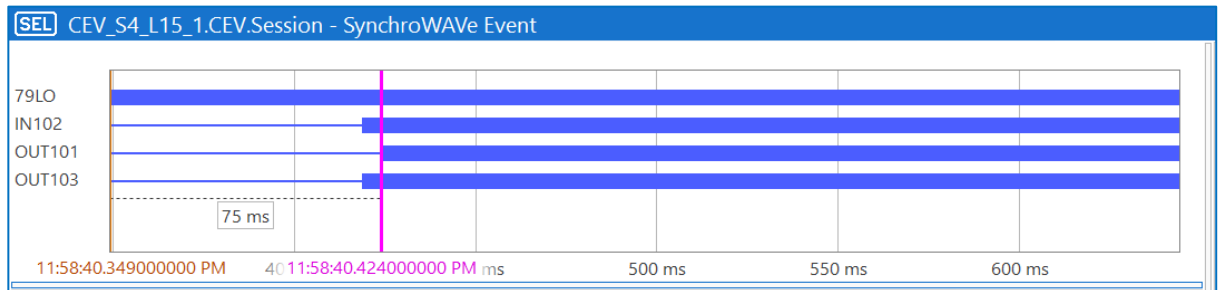 SEL CEV_S4_L15_1.CEV.Session - SynchroWAVe Event
79LO
IN102
OUT101
OUT103
75 ms
11:58:40.349000000 PM 40 11:58:40.424000000 PM ms 500 ms 550 ms 600 ms